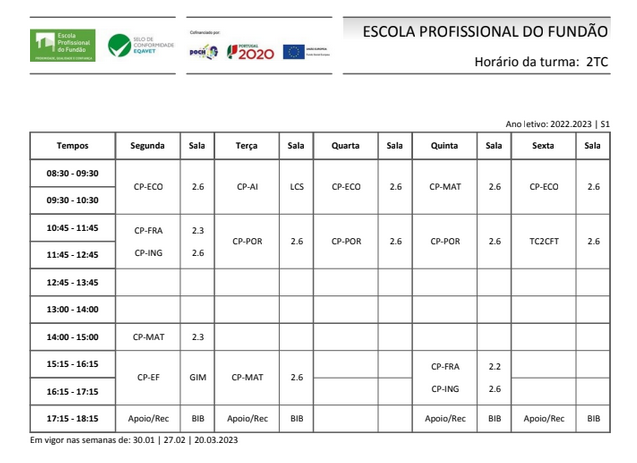 Escola
Profissional
do Fundão
SELO DE
CONFORMIDADE
EQAVET
Cofinanciado por:
poch
PORTUGAL
2020
UNIÃO EUROPEIA
Fundo Social Europeu
ESCOLA PROFISSIONAL DO FUNDÃO
Horário da turma: 2TC
Ano letivo: 2022.2023 | S1
Tempos Segunda Sala Terça Sala Quarta Sala Quinta Sala Sexta Sala
08:30 - 09:30
CP-ECO 2.6 CP-AI LCS CP-ECO 2.6 CP-MAT 2.6 CP-ECO 2.6
09:30 - 10:30
10:45 - 11:45 CP-FRA 2.3
CP-POR 2.6 CP-POR 2.6 CP-POR 2.6 TC2CFT 2.6
11:45 - 12:45 CP-ING 2.6
12:45 - 13:45
13:00 - 14:00
14:00 - 15:00 CP-MAT 2.3
15:15 - 16:15 CP-FRA 2.2
CP-EF GIM CP-MAT 2.6
16:15 - 17:15 CP-ING 2.6
17:15 - 18:15 Apoio/Rec BIB Apoio/Rec BIB Apoio/Rec BIB Apoio/Rec BIB
Em vigor nas semanas de: 30.01 | 27.02 | 20.03.2023